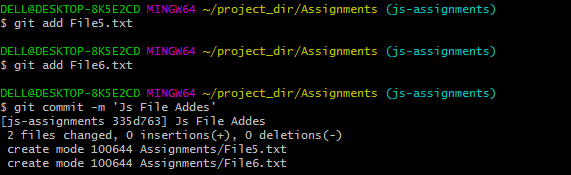 DELL@DESKTOP-8K5E2CD MINGW64 ~/project_dir/Assignments (js-assignments)
$ git add File5.txt
DELL@DESKTOP-8K5E2CD MINGW64 ~/project_dir/Assignments (js-assignments)
$ git add File6.txt
DELL@DESKTOP-8K5E2CD MINGW64 ~/project_dir/Assignments (js-assignments)
$ git commit -m 'Js File Addes'
[js-assignments 335d763] Js File Addes
 2 files changed, 0 insertions(+), 0 deletions(-)
 create mode 100644 Assignments/File5.txt
 create mode 100644 Assignments/File6.txt